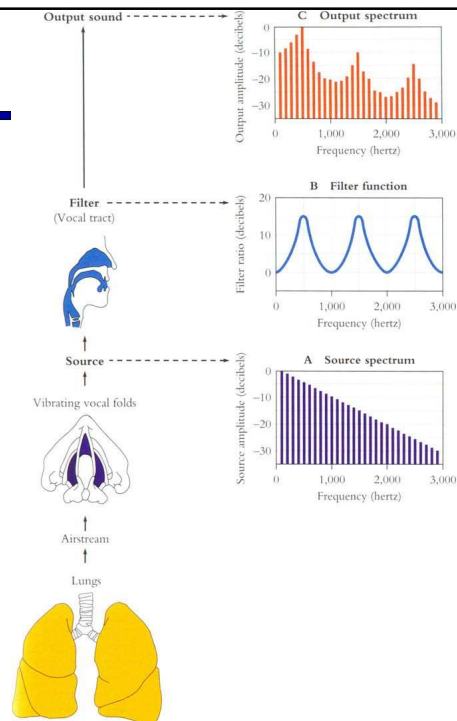 Output sound
C Output spectrum
Output amplitude (decibels)
0
−10
−20
−30
0 1,000 2,000 3,000
Frequency (hertz)
Filter
(Vocal tract)
B Filter function
Filter ratio (decibels)
20
10
0
0 1,000 2,000 3,000
Frequency (hertz)
Source
A Source spectrum
Source amplitude (decibels)
0
−10
−20
−30
0 1,000 2,000 3,000
Frequency (hertz)
Vibrating vocal folds
Airstream
Lungs